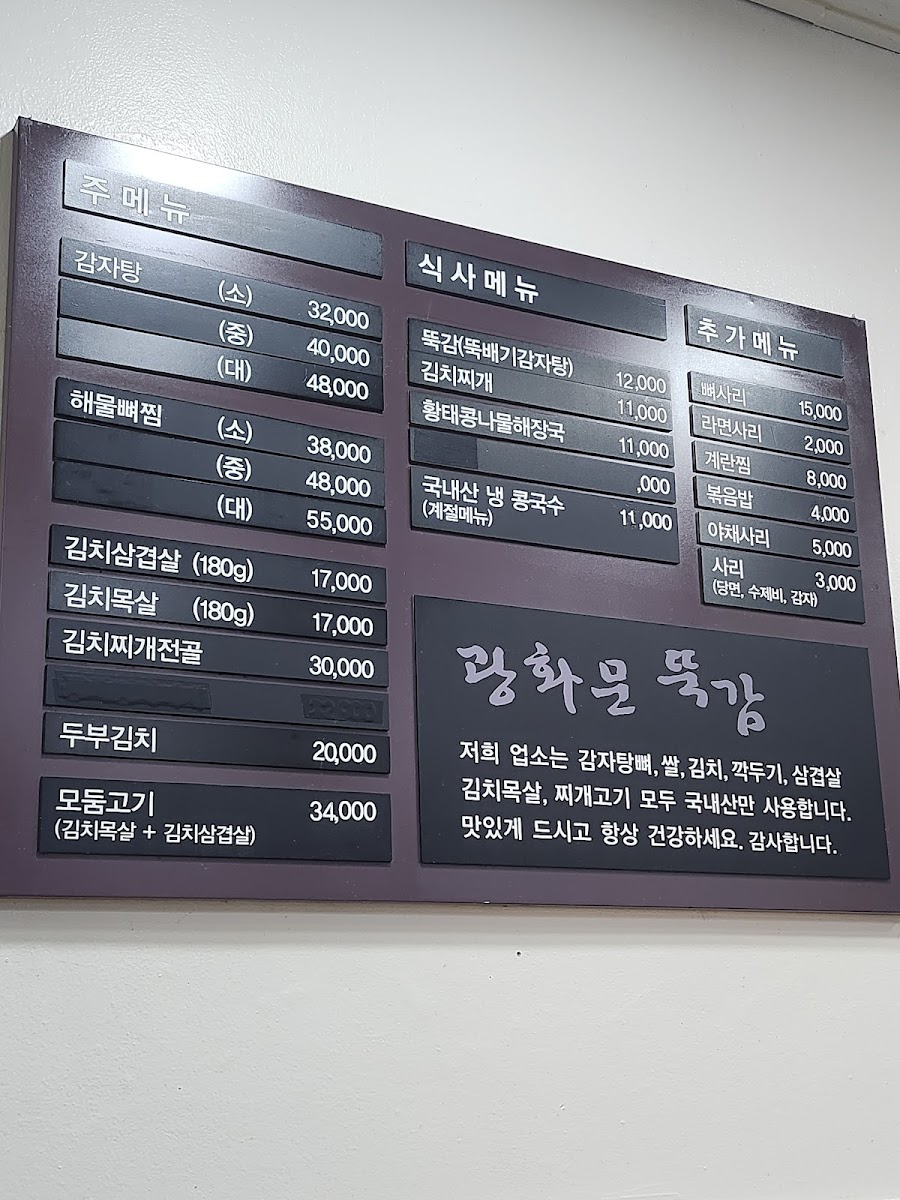 주메뉴
감자탕 (소) 32,000
(중) 40,000
(대) 48,000
해물뼈찜 (소) 38,000
(중) 48,000
(대) 55,000
김치삼겹살 (180g) 17,000
김치목살 (180g) 17,000
김치찌개전골 30,000
두부김치 20,000
모둠고기 34,000
(김치목살 + 김치삼겹살)
식사메뉴
뚝감(뚝배기감자탕) 12,000
김치찌개 11,000
황태콩나물해장국 11,000
,000
국내산 냉 콩국수 11,000
(계절메뉴)
추가메뉴
뼈사리 15,000
라면사리 2,000
계란찜 8,000
볶음밥 4,000
야채사리 5,000
사리 3,000
(당면, 수제비, 감자)
광화문 뚝감
저희 업소는 감자탕뼈, 쌀, 김치, 깍두기, 삼겹살
김치목살, 찌개고기 모두 국내산만 사용합니다.
맛있게 드시고 항상 건강하세요. 감사합니다.